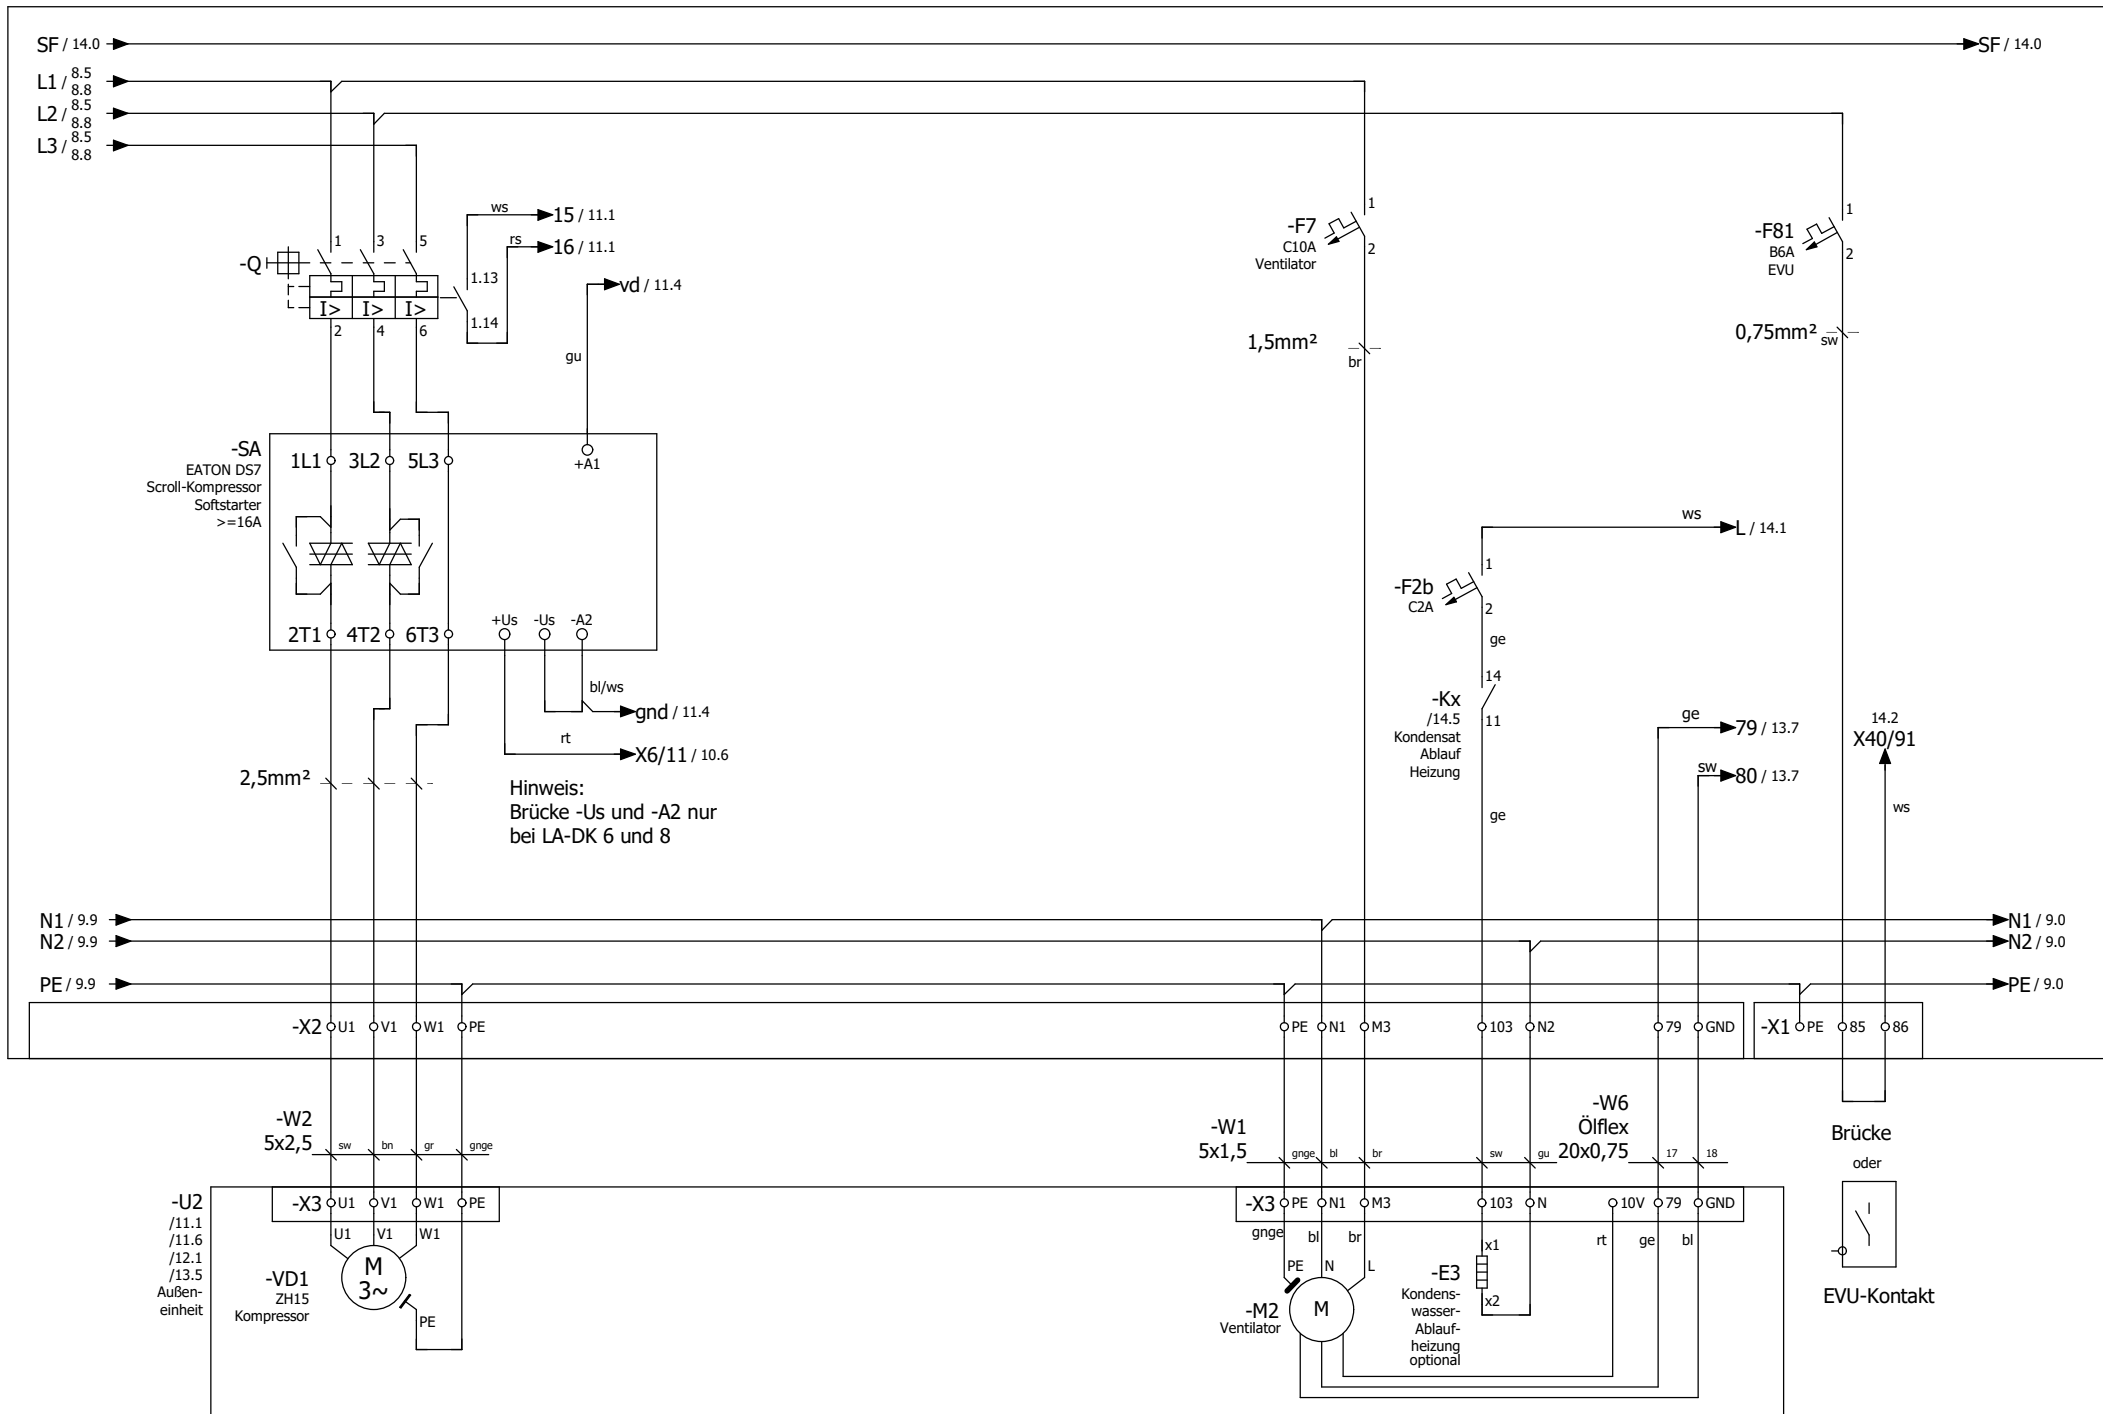 SF / 14.0
SF / 14.0
L1 / 8.5
8.8
L2 / 8.5
8.8
L3 / 8.5
8.8
ws
15 / 11.1
rs
16 / 11.1
-Q
1
3
5
1.13
1.14
I>
I>
I>
2
4
6
vd / 11.4
gu
-F7
C10A
Ventilator
1
2
1,5mm²
br
-F81
B6A
EVU
1
2
0,75mm²
sw
-SA
EATON DS7
Scroll-Kompressor
Softstarter
>=16A
1L1
3L2
5L3
+A1
2T1
4T2
6T3
+Us
-Us
-A2
bl/ws
gnd / 11.4
rt
X6/11 / 10.6
2,5mm²
Hinweis:
Brücke -Us und -A2 nur
bei LA-DK 6 und 8
ws
L / 14.1
-F2b
C2A
1
2
ge
-Kx
/14.5
Kondensat
Ablauf
Heizung
14
11
ge
ge
79 / 13.7
sw
80 / 13.7
14.2
X40/91
ws
N1 / 9.9
N1 / 9.0
N2 / 9.9
N2 / 9.0
PE / 9.9
PE / 9.0
-X2
U1
V1
W1
PE
PE
N1
M3
103
N2
79
GND
-X1
PE
85
86
-W2
5x2,5
sw
bn
gr
gnge
-W1
5x1,5
gnge
bl
br
sw
gu
-W6
Ölflex
20x0,75
17
18
Brücke
oder
EVU-Kontakt
-U2
/11.1
/11.6
/12.1
/13.5
Außen-
einheit
-X3
U1
V1
W1
PE
U1
V1
W1
-VD1
ZH15
Kompressor
M
3~
PE
-X3
PE
N1
M3
103
N
10V
79
GND
gnge
bl
br
rt
ge
bl
PE
N
L
-M2
Ventilator
M
-E3
Kondens-
wasser-
Ablauf-
heizung
optional
x1
x2